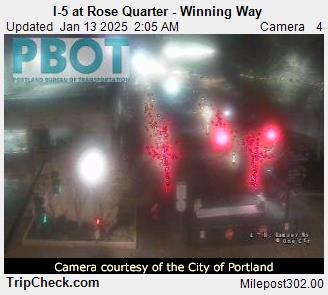 I-5 at Rose Quarter - Winning Way
Updated Jan 13 2025 2:05 AM Camera 4
PBOT
PORTLAND BUREAU OF TRANSPORTATION
Camera courtesy of the City of Portland
TripCheck.com Milepost302.00